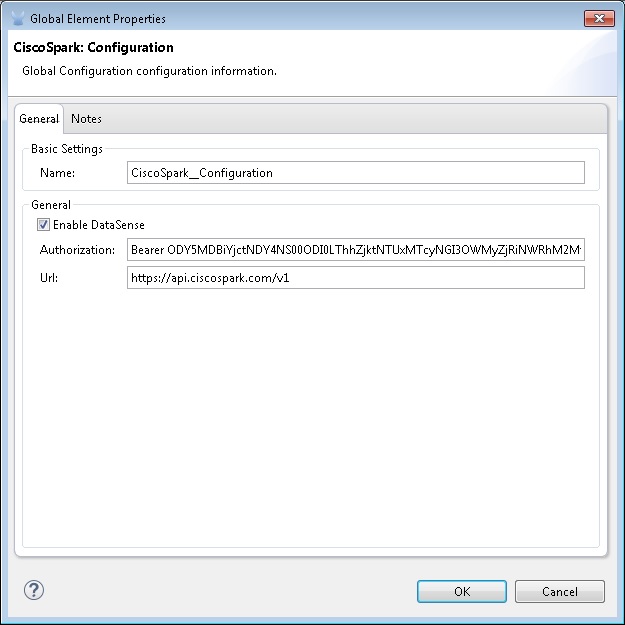 Global Element Properties
CiscoSpark: Configuration
Global Configuration configuration information.
General Notes
Basic Settings
Name: CiscoSpark__Configuration
General
Enable DataSense
Authorization: Bearer ODY5MDBiYjctNDY4NS00ODI0LThhZjktNTUxMTcyNGI3OWMyZjRiNWRhM2M
Url: https://api.ciscospark.com/v1
?
OK Cancel